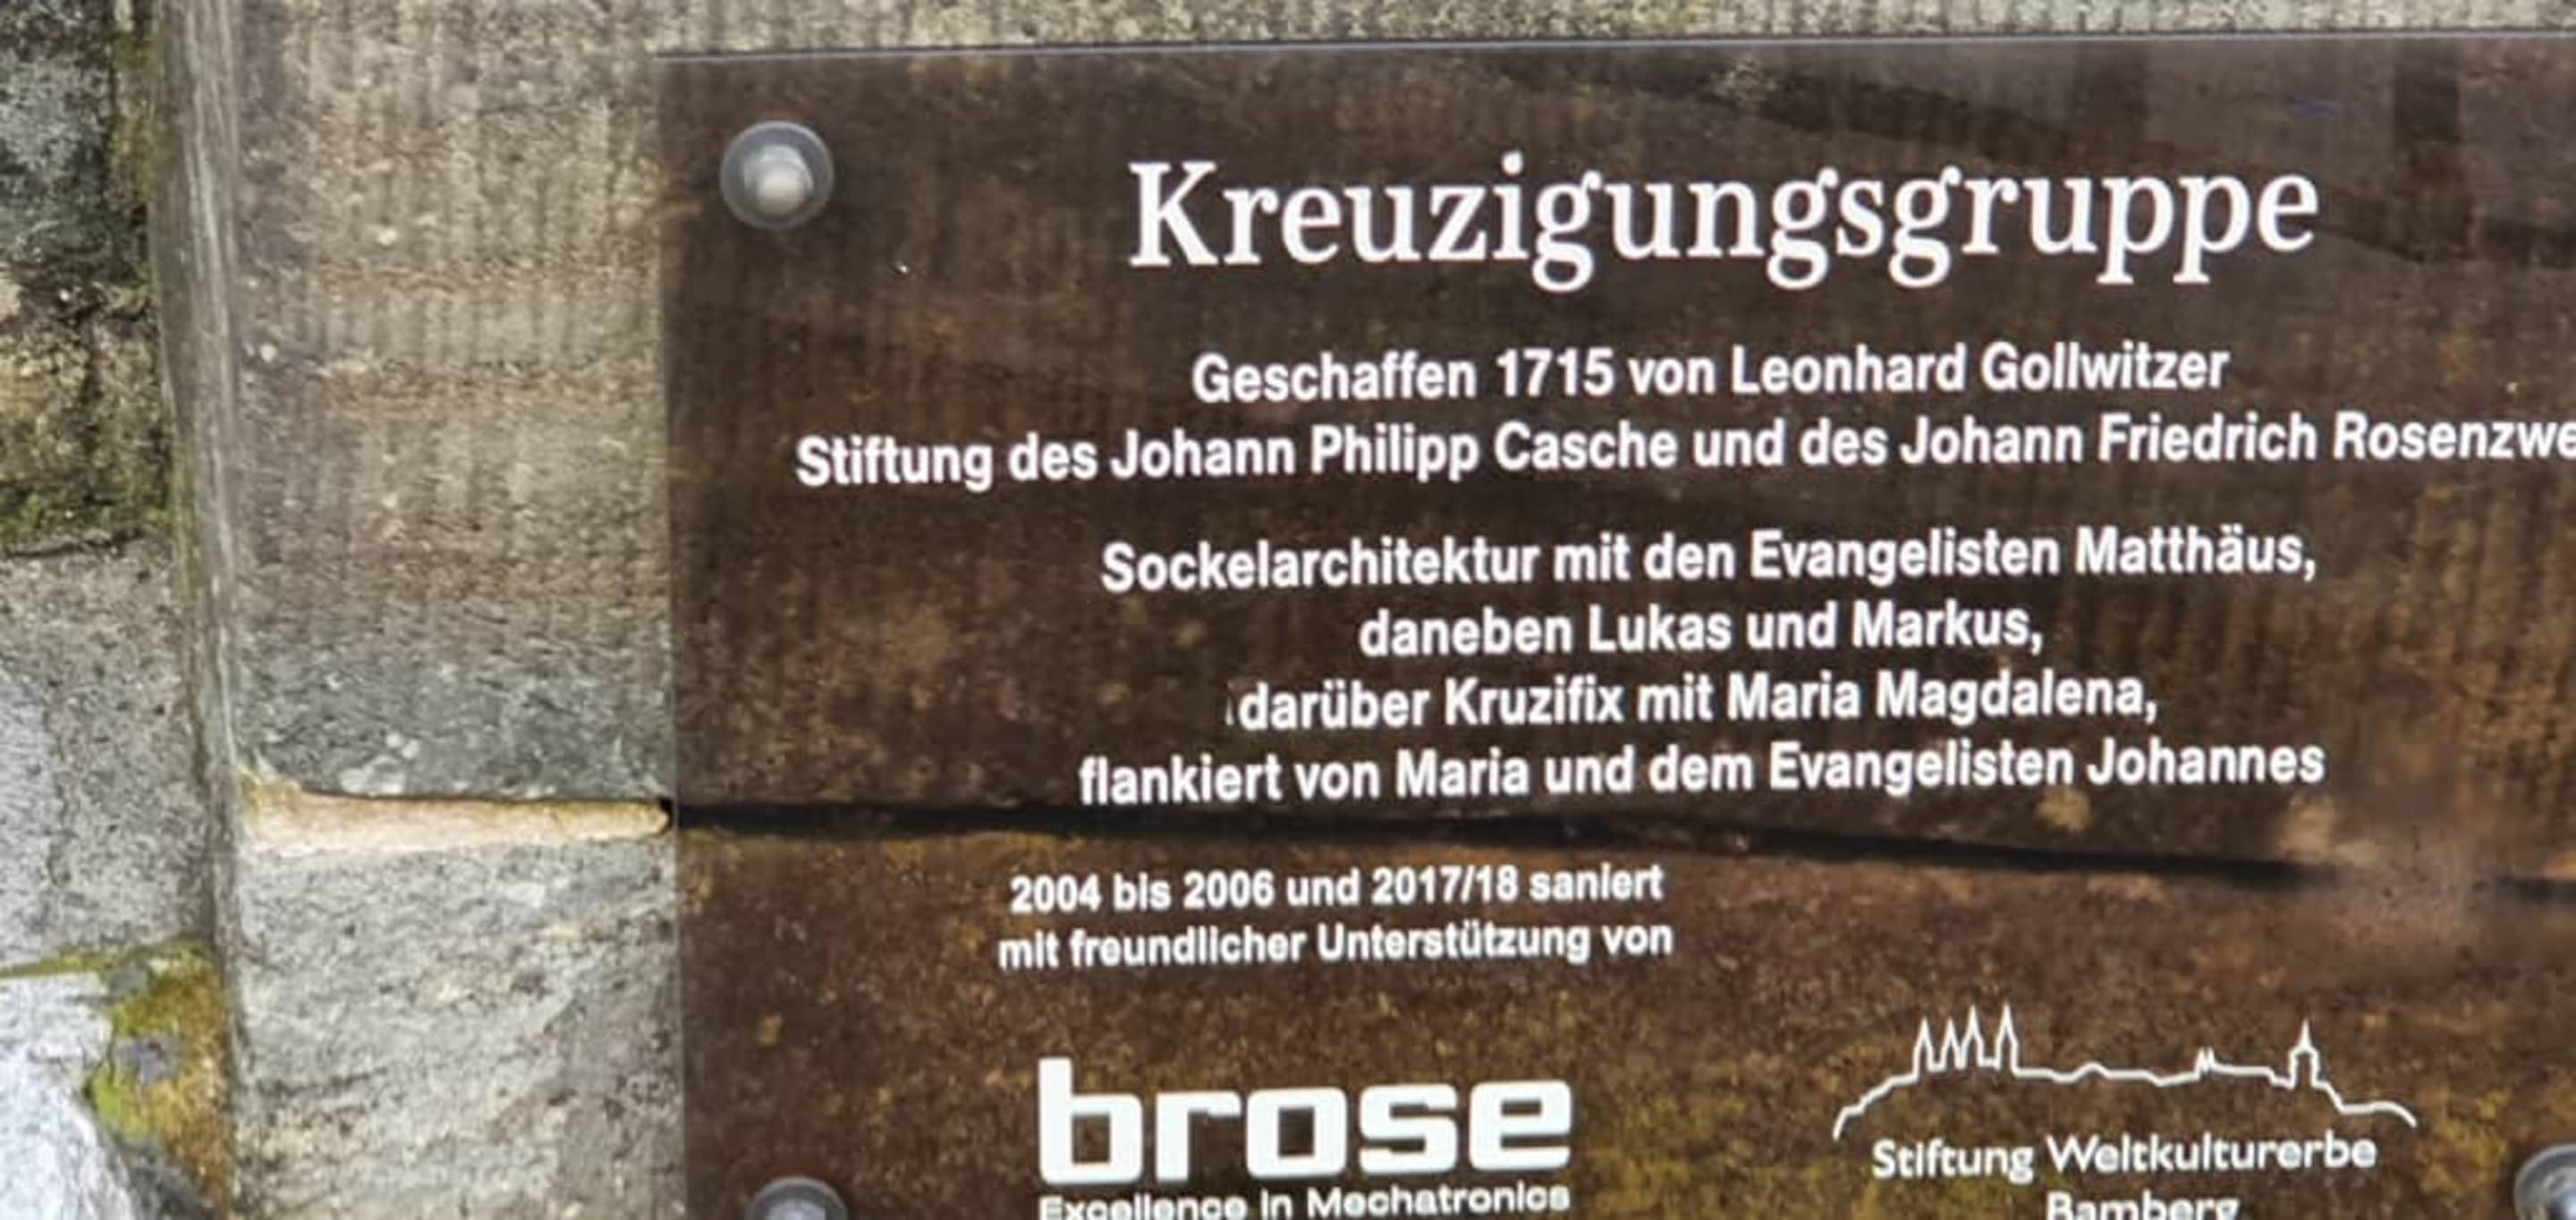 Kreuzigungsgruppe
Geschaffen 1715 von Leonhard Gollwitzer
Stiftung des Johann Philipp Casche und des Johann Friedrich Rosenzwe
Sockelarchitektur mit den Evangelisten Matthäus,
daneben Lukas und Markus,
darüber Kruzifix mit Maria Magdalena,
flankiert von Maria und dem Evangelisten Johannes
2004 bis 2006 und 2017/18 saniert
mit freundlicher Unterstützung von
brose
Excellence in Mechatronics
Stiftung Weltkulturerbe
Bamberg